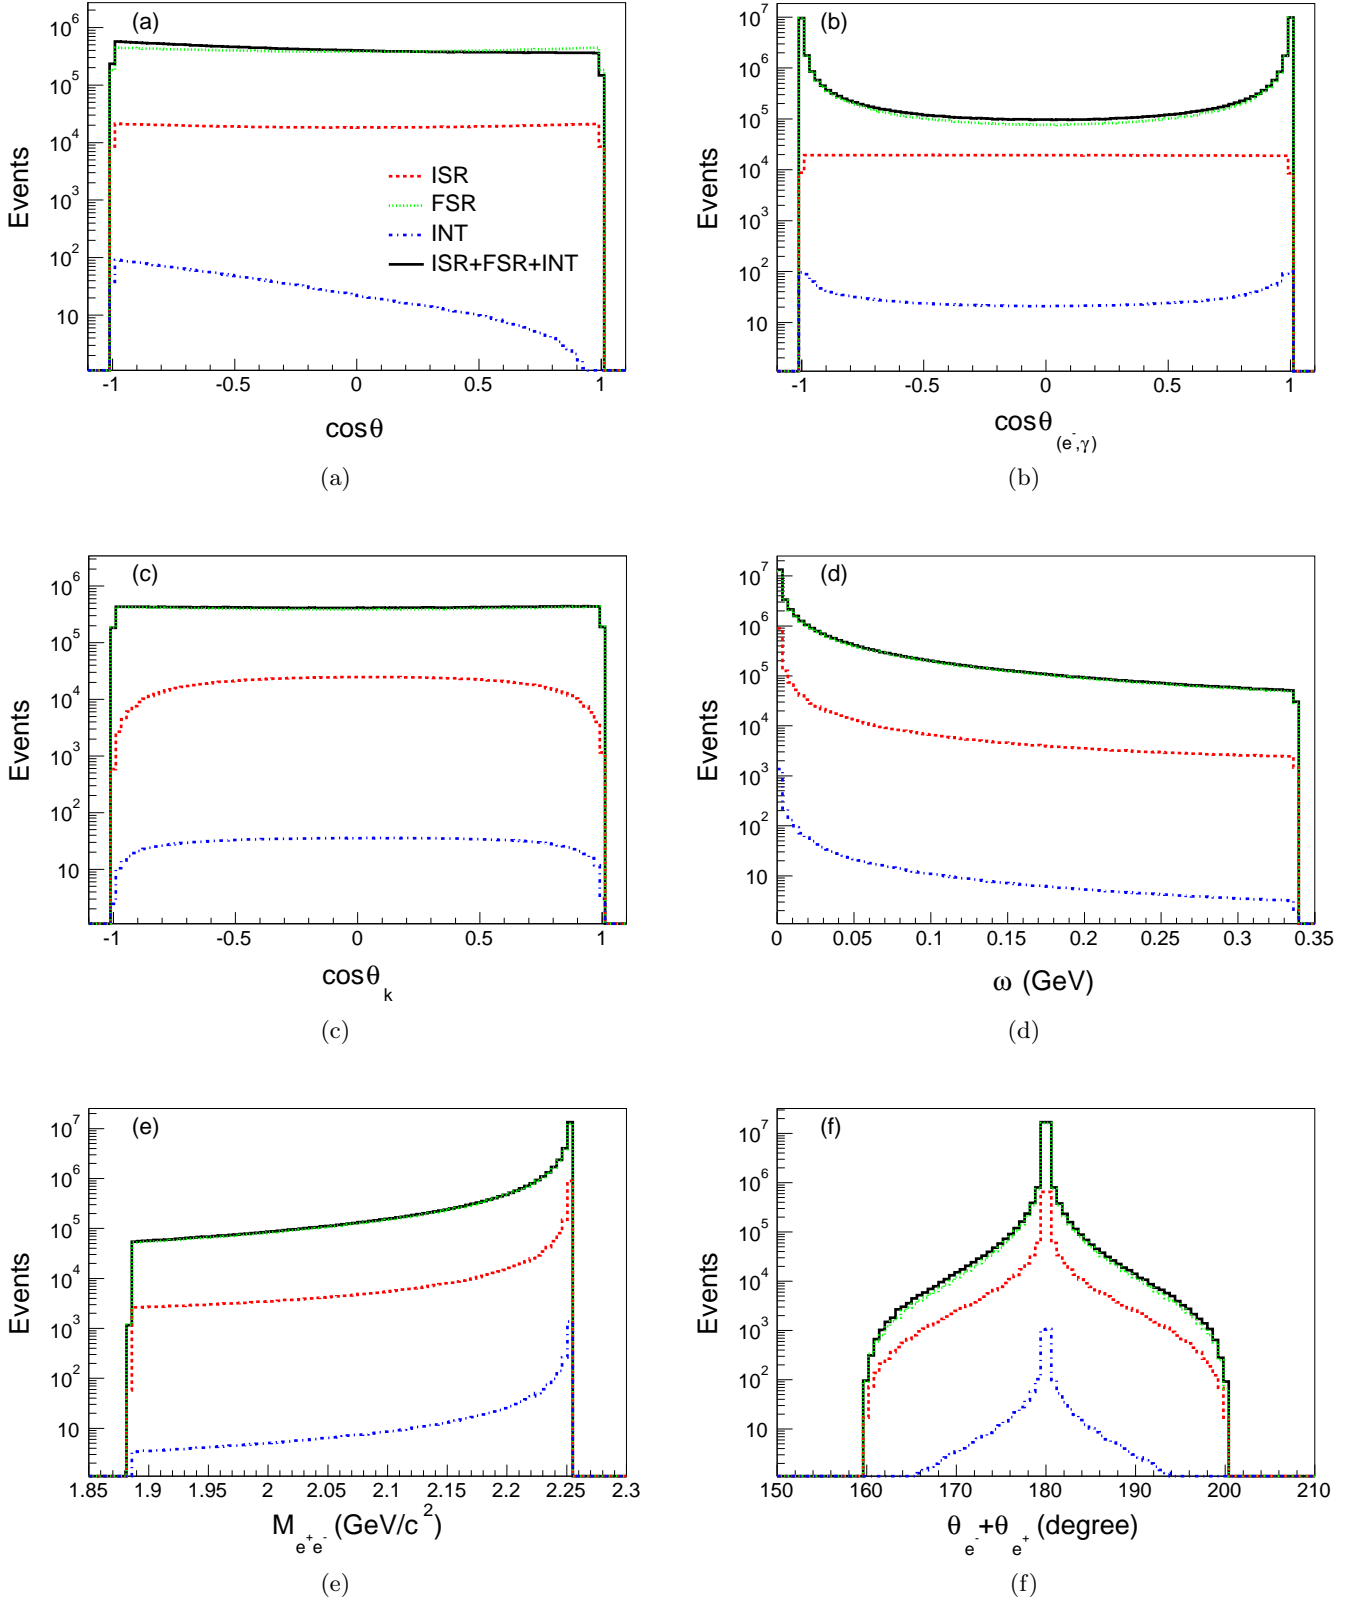 (a)
10^6
10^5
10^4
10^3
10^2
10
Events
ISR
FSR
INT
ISR+FSR+INT
-1 -0.5 0 0.5 1
cosθ
(a)
(b)
10^7
10^6
10^5
10^4
10^3
10^2
10
Events
-1 -0.5 0 0.5 1
cosθ_(e^-,γ)
(b)
(c)
10^6
10^5
10^4
10^3
10^2
10
Events
-1 -0.5 0 0.5 1
cosθ_k
(c)
(d)
10^7
10^6
10^5
10^4
10^3
10^2
10
Events
0 0.05 0.1 0.15 0.2 0.25 0.3 0.35
ω (GeV)
(d)
(e)
10^7
10^6
10^5
10^4
10^3
10^2
10
Events
1.85 1.9 1.95 2 2.05 2.1 2.15 2.2 2.25 2.3
M_e^+e^- (GeV/c^2)
(e)
(f)
10^7
10^6
10^5
10^4
10^3
10^2
10
Events
150 160 170 180 190 200 210
θ_e^- + θ_e^+ (degree)
(f)